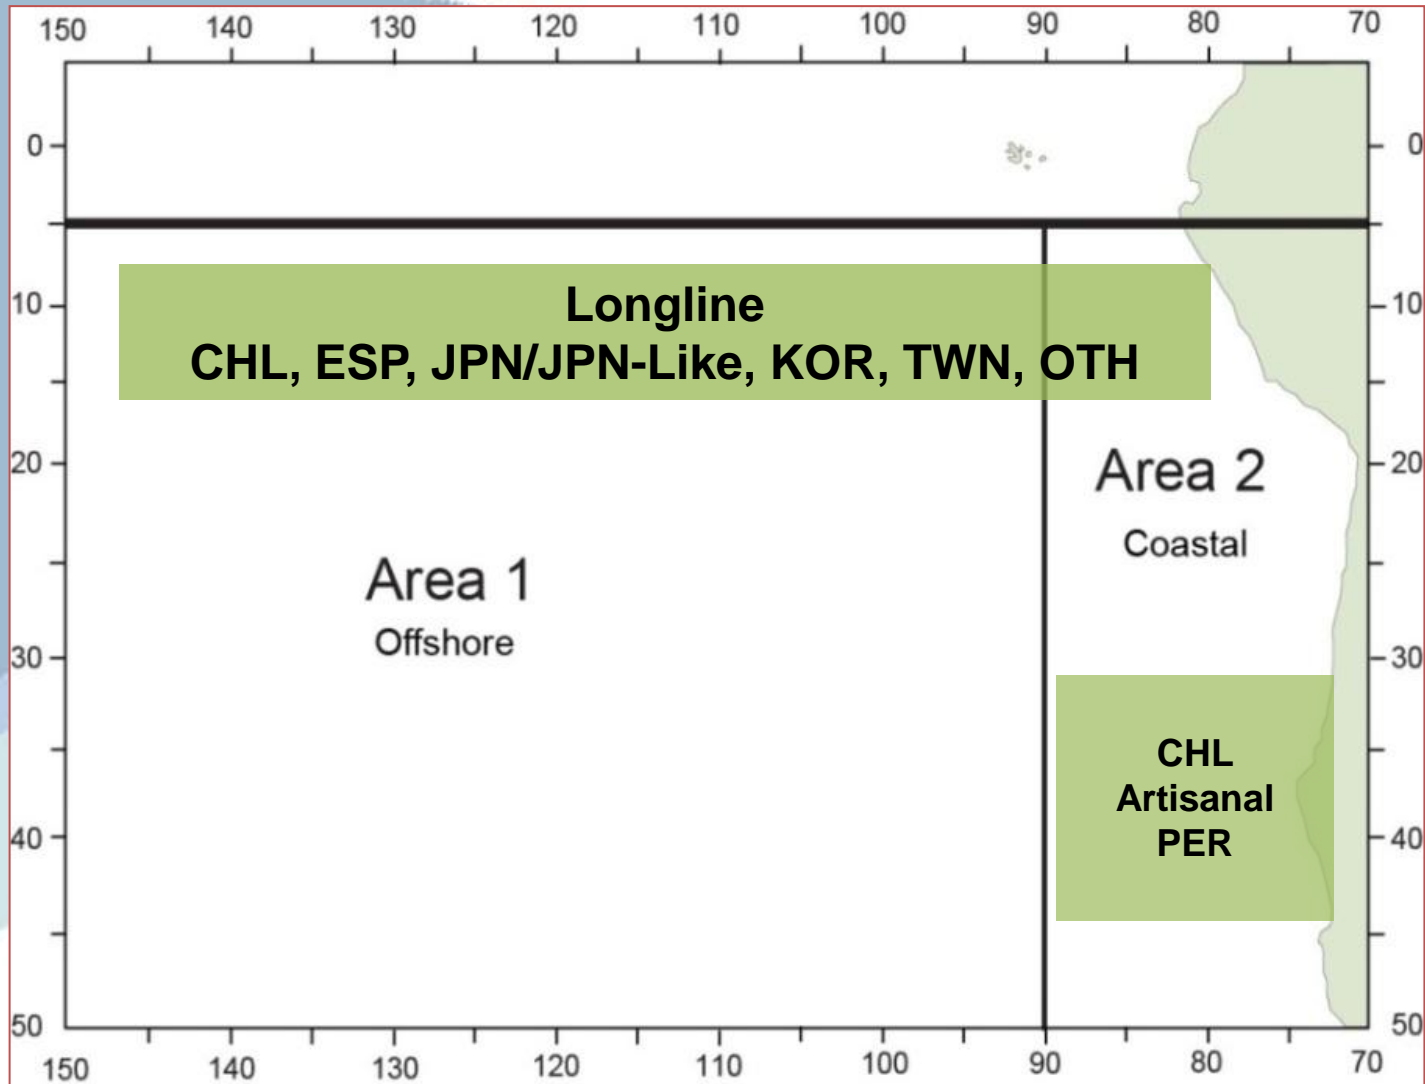 150 140 130 120 110 100 90 80 70
0 0
Longline
10 10
CHL, ESP, JPN/JPN-Like, KOR, TWN, OTH
20 20
Area 2
Coastal
Area 1
Offshore
30 30
CHL
Artisanal
40 40
PER
50 50
150 140 130 120 110 100 90 80 70